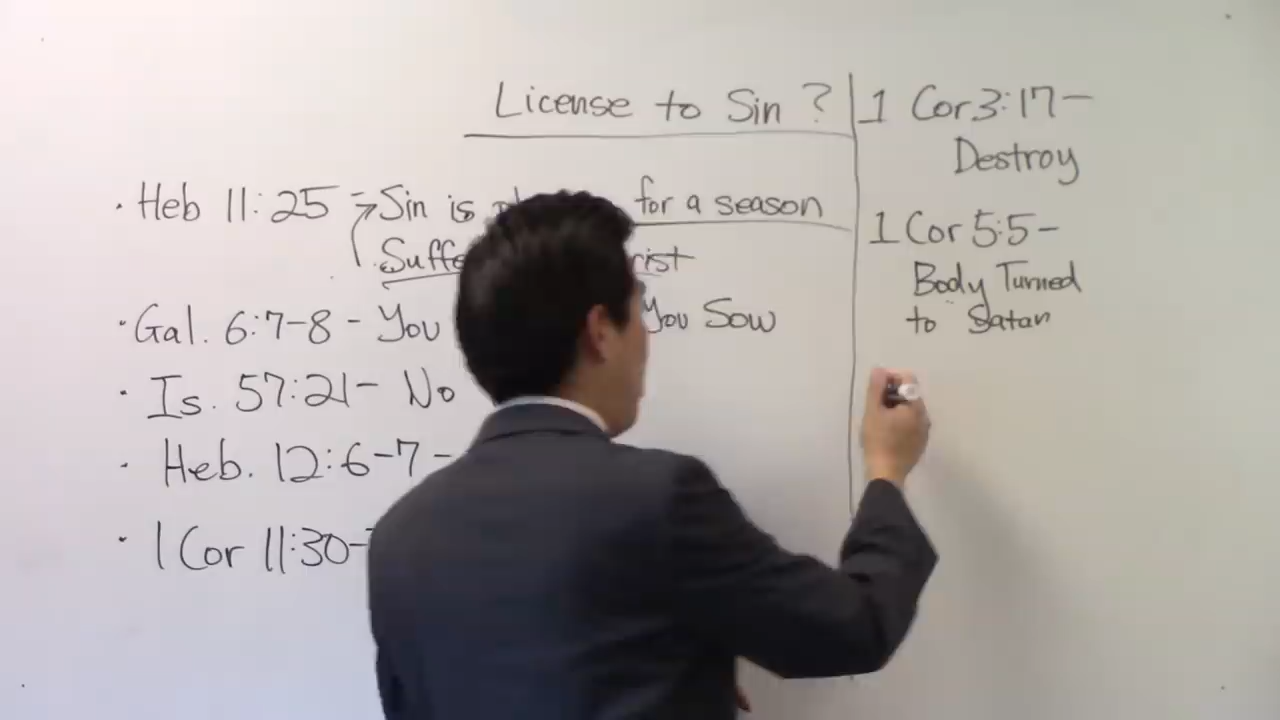 License to Sin ?
· Heb 11:25 - Sin is for a season
· Gal. 6:7-8 - You You Sow
· Is. 57:21- No
· Heb. 12:6-7 -
· 1 Cor 11:30-
1 Cor 3:17-
Destroy
1 Cor 5:5-
Body Turned
to Satan